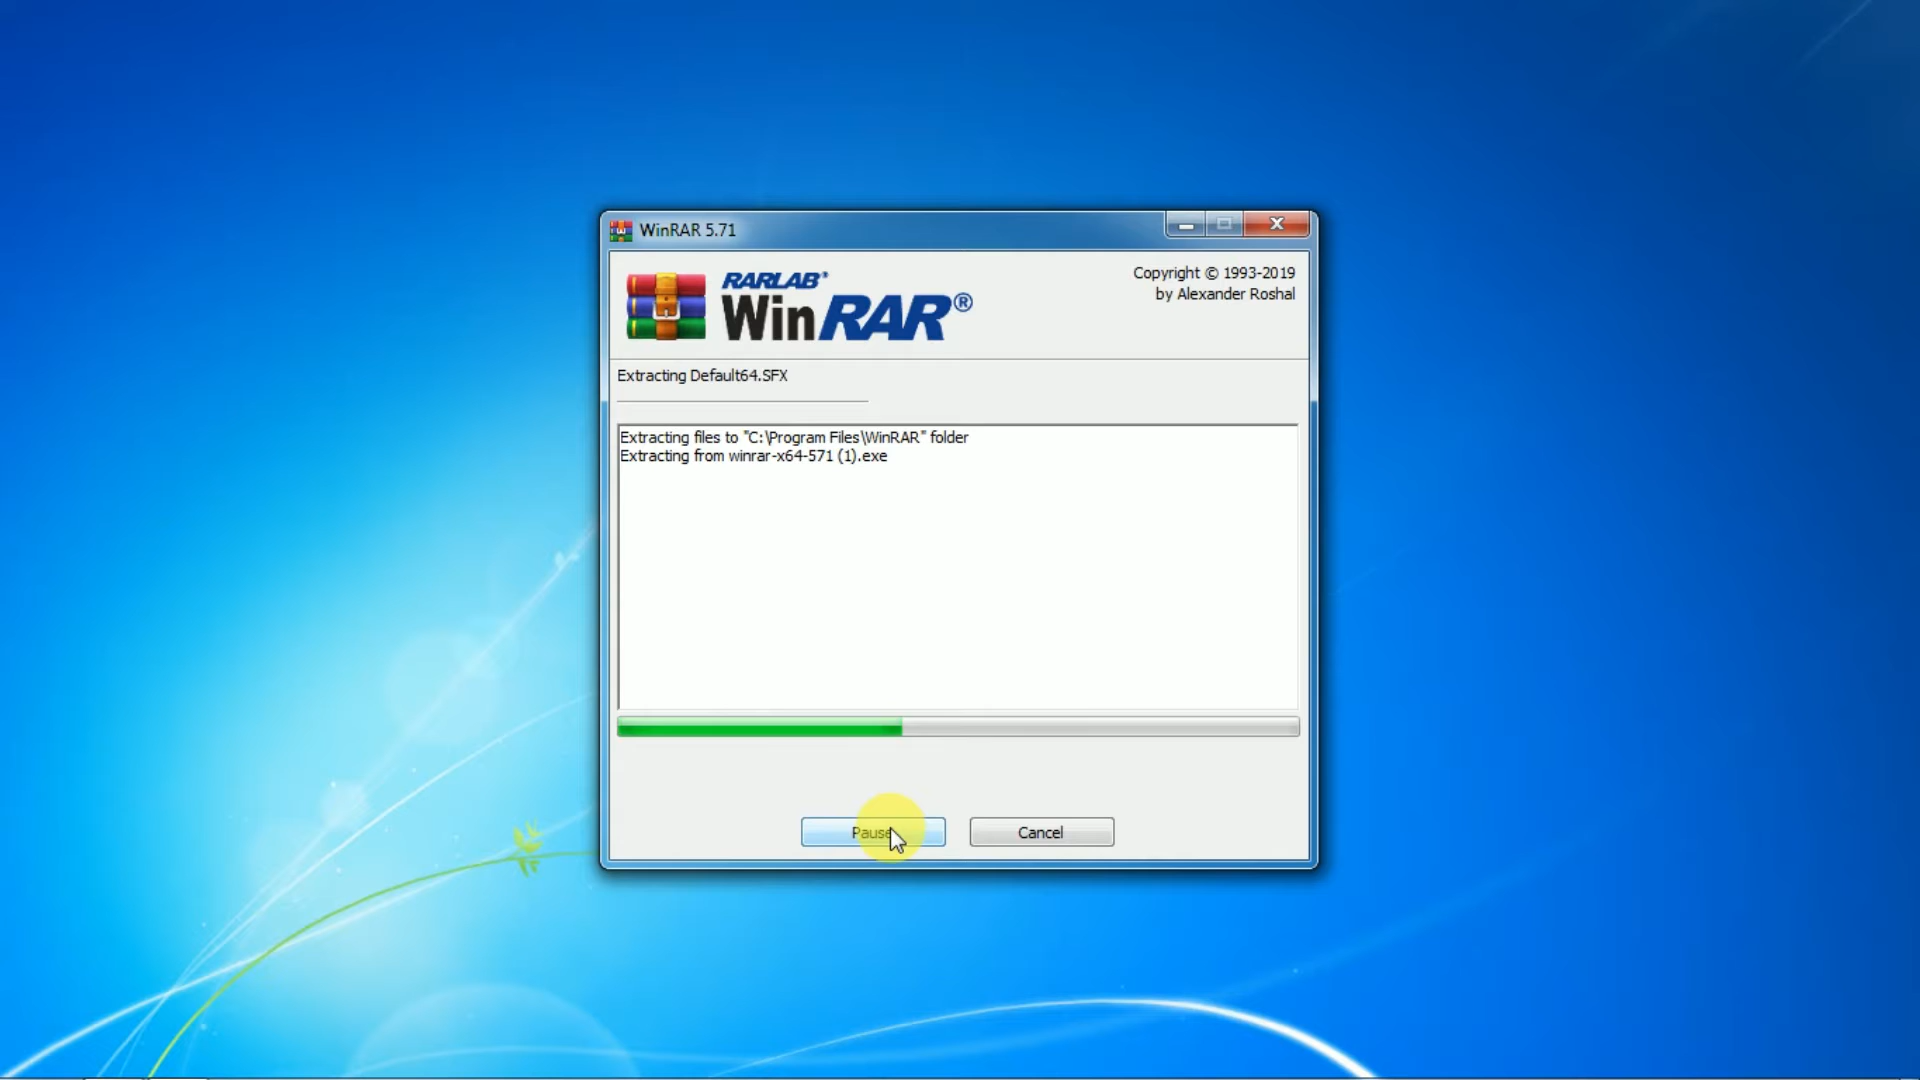 WinRAR 5.71
RARLAB®
WinRAR®
Copyright © 1993-2019
by Alexander Roshal
Extracting Default64.SFX
Extracting files to "C:\Program Files\WinRAR" folder
Extracting from winrar-x64-571 (1).exe
Pause
Cancel